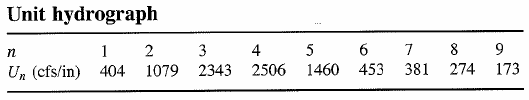 Unit hydrograph
n 1 2 3 4 5 6 7 8 9
Un (cfs/in) 404 1079 2343 2506 1460 453 381 274 173